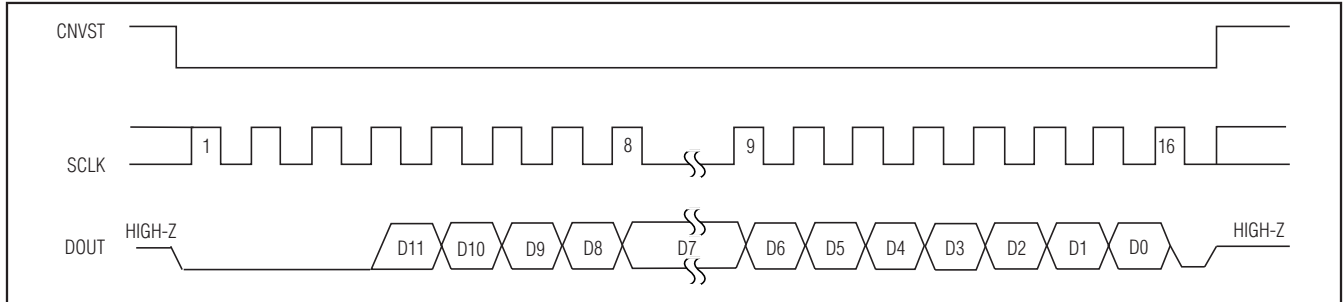 CNVST
SCLK
1
8
9
16
DOUT
HIGH-Z
D11
D10
D9
D8
D7
D6
D5
D4
D3
D2
D1
D0
HIGH-Z